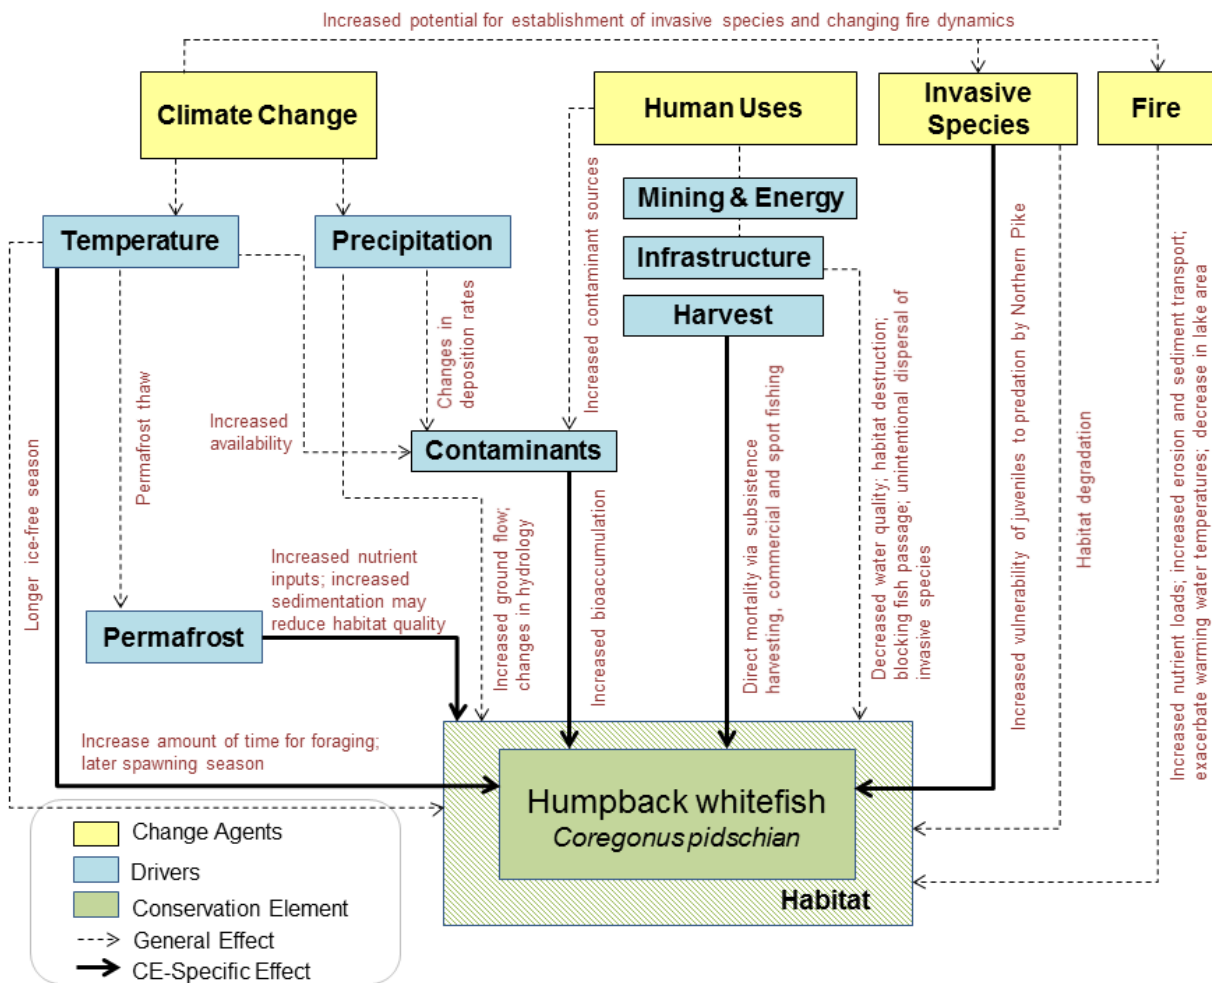 Increased potential for establishment of invasive species and changing fire dynamics
Climate Change
Human Uses
Invasive
Species
Fire
Mining & Energy
Temperature
Precipitation
Infrastructure
Harvest
Changes in
deposition rates
Increased contaminant sources
Permafrost thaw
Increased
availability
Contaminants
Longer ice-free season
Increased nutrient
inputs; increased
sedimentation may
reduce habitat quality
Permafrost
Increased ground flow;
changes in hydrology
Increased bioaccumulation
Direct mortality via subsistence
harvesting, commercial and sport fishing
Decreased water quality; habitat destruction;
blocking fish passage; unintentional dispersal of
invasive species
Increased vulnerability of juveniles to predation by Northern Pike
Habitat degradation
Increased nutrient loads; increased erosion and sediment transport;
exacerbate warming water temperatures; decrease in lake area
Increase amount of time for foraging;
later spawning season
Humpback whitefish
Coregonus pidschian
Habitat
Change Agents
Drivers
Conservation Element
General Effect
CE-Specific Effect